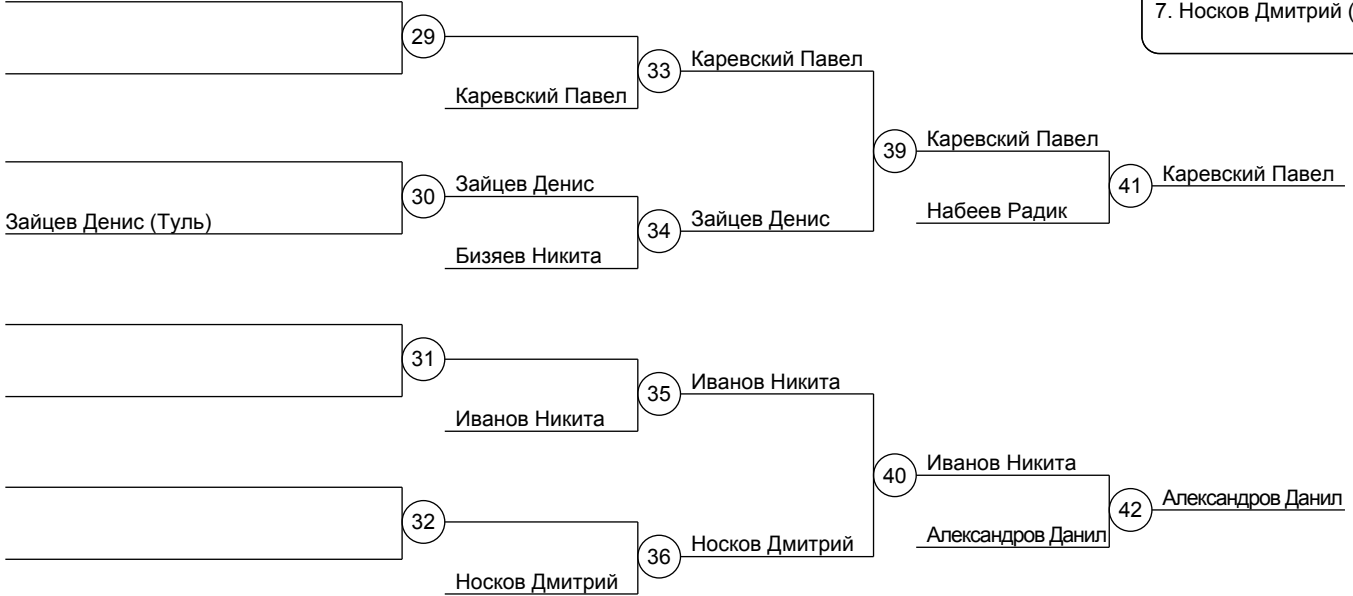 7. Носков Дмитрий (
29
33
Каревский Павел
Каревский Павел
39
Каревский Павел
41
Каревский Павел
30
Зайцев Денис
Зайцев Денис (Туль)
34
Зайцев Денис
Набеев Радик
Бизяев Никита
31
35
Иванов Никита
Иванов Никита
40
Иванов Никита
42
Александров Данил
32
Александров Данил
36
Носков Дмитрий
Носков Дмитрий